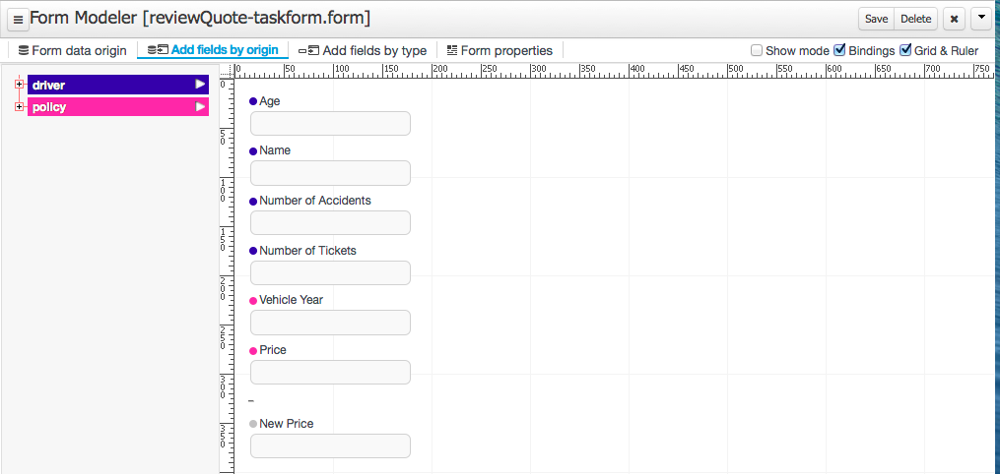 Form Modeler [reviewQuote-taskform.form]
Save Delete
Form data origin Add fields by origin Add fields by type Form properties Show mode Bindings Grid & Ruler
driver
policy
0 50 100 150 200 250 300 350 400 450 500 550 600 650 700 750
0
50
100
150
200
250
300
350
Age
Name
Number of Accidents
Number of Tickets
Vehicle Year
Price
–
New Price